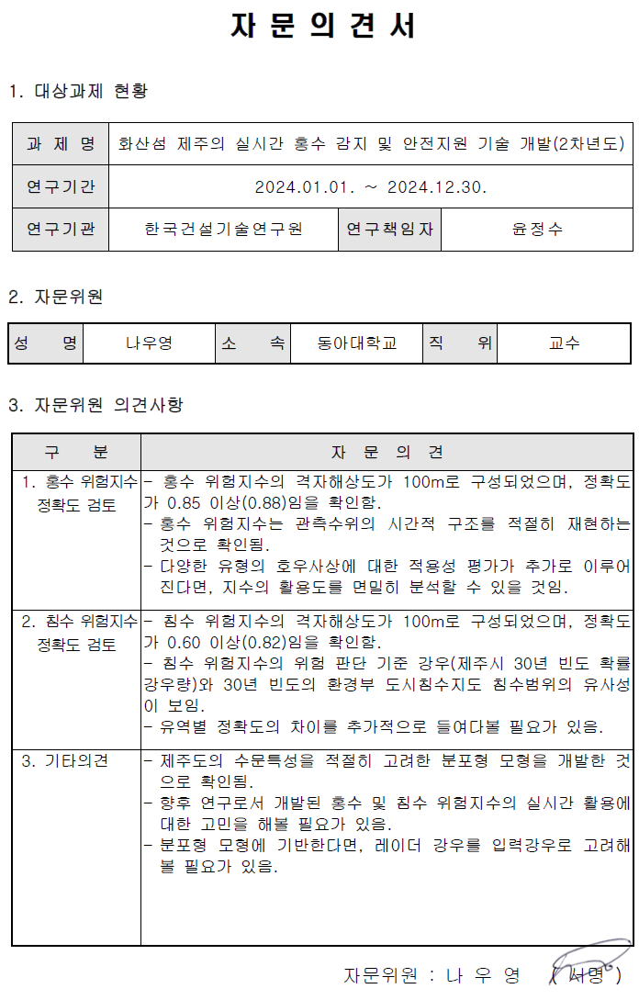 자 문 의 견 서
1. 대상과제 현황
과 제 명 화산섬 제주의 실시간 홍수 감지 및 안전지원 기술 개발(2차년도)
연구기간 2024.01.01. ~ 2024.12.30.
연구기관 한국건설기술연구원 연구책임자 윤정수
2. 자문위원
성 명 나우영 소 속 동아대학교 직 위 교수
3. 자문위원 의견사항
구 분 자 문 의 견
1. 홍수 위험지수
정확도 검토
- 홍수 위험지수의 격자해상도가 100m로 구성되었으며, 정확도
가 0.85 이상(0.88)임을 확인함.
- 홍수 위험지수는 관측수위의 시간적 구조를 적절히 재현하는
것으로 확인됨.
- 다양한 유형의 호우사상에 대한 적용성 평가가 추가로 이루어
진다면, 지수의 활용도를 면밀히 분석할 수 있을 것임.
2. 침수 위험지수
정확도 검토
- 침수 위험지수의 격자해상도가 100m로 구성되었으며, 정확도
가 0.60 이상(0.82)임을 확인함.
- 침수 위험지수의 위험 판단 기준 강우(제주시 30년 빈도 확률
강우량)와 30년 빈도의 환경부 도시침수지도 침수범위의 유사성
이 보임.
- 유역별 정확도의 차이를 추가적으로 들여다볼 필요가 있음.
3. 기타의견
- 제주도의 수문특성을 적절히 고려한 분포형 모형을 개발한 것
으로 확인됨.
- 향후 연구로서 개발된 홍수 및 침수 위험지수의 실시간 활용에
대한 고민을 해볼 필요가 있음.
- 분포형 모형에 기반한다면, 레이더 강우를 입력강우로 고려해
볼 필요가 있음.
자문위원 : 나 우 영 ( 서명 )